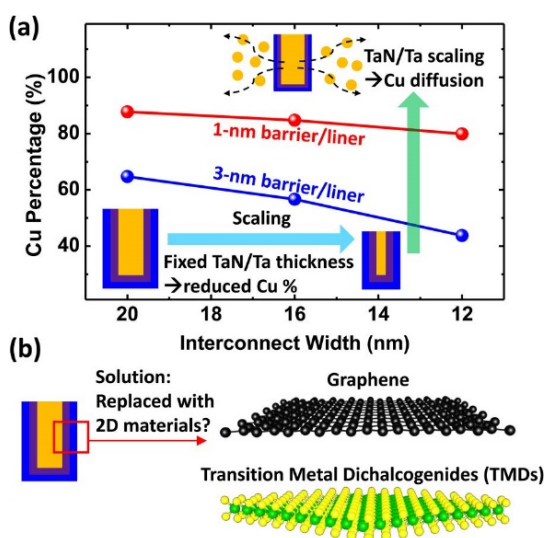 (a)
Cu Percentage (%)
100
80
60
40
TaN/Ta scaling
→Cu diffusion
1-nm barrier/liner
3-nm barrier/liner
Scaling
Fixed TaN/Ta thickness
→reduced Cu %
20
18
16
14
12
Interconnect Width (nm)
(b)
Solution:
Replaced with
2D materials?
Graphene
Transition Metal Dichalcogenides (TMDs)